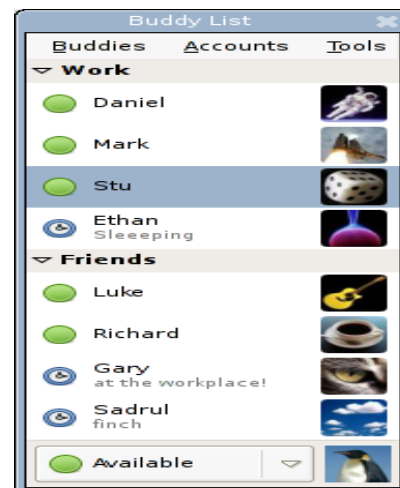 Buddy List
Buddies Accounts Tools
Work
Daniel
Mark
Stu
Ethan
Sleeeping
Friends
Luke
Richard
Gary
at the workplace!
Sadrul
finch
Available